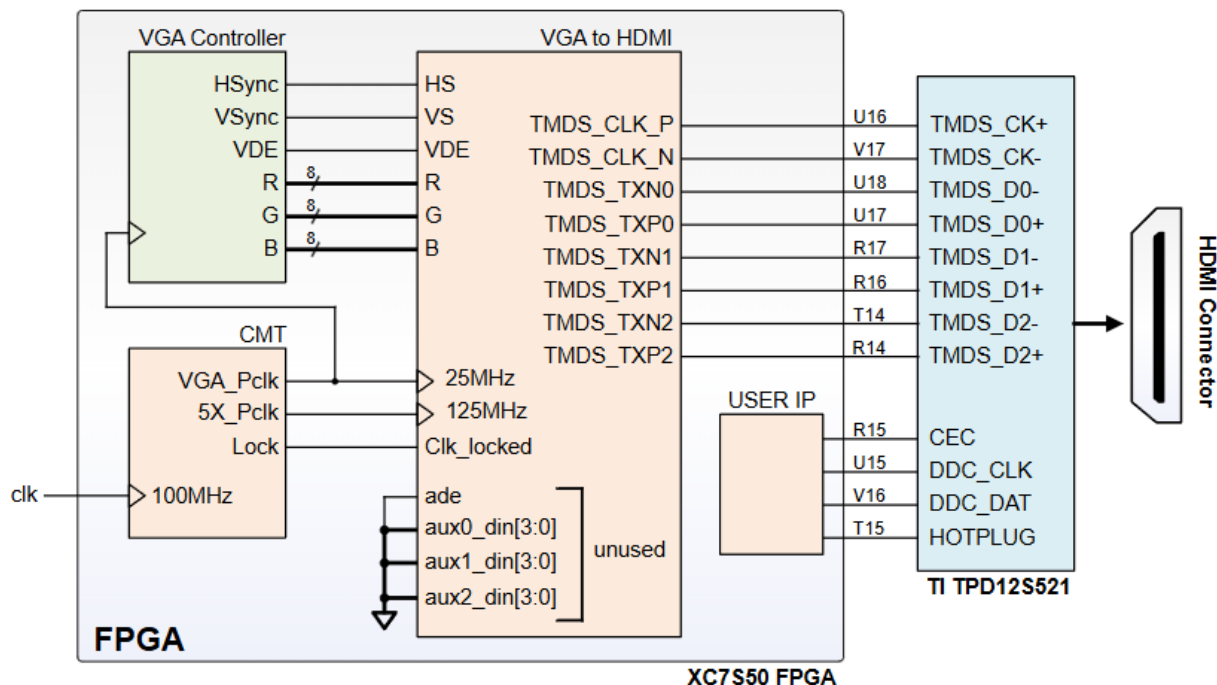 VGA Controller
HSync
VSync
VDE
R
G
B
8
8
8
VGA to HDMI
HS
VS
VDE
R
G
B
TMDS_CLK_P
TMDS_CLK_N
TMDS_TXN0
TMDS_TXP0
TMDS_TXN1
TMDS_TXP1
TMDS_TXN2
TMDS_TXP2
U16
V17
U18
U17
R17
R16
T14
R14
TMDS_CK+
TMDS_CK-
TMDS_D0-
TMDS_D0+
TMDS_D1-
TMDS_D1+
TMDS_D2-
TMDS_D2+
HDMI Connector
CMT
VGA_Pclk
5X_Pclk
Lock
clk
100MHz
25MHz
125MHz
Clk_locked
ade
aux0_din[3:0]
aux1_din[3:0]
aux2_din[3:0]
unused
USER IP
R15
U15
V16
T15
CEC
DDC_CLK
DDC_DAT
HOTPLUG
TI TPD12S521
FPGA
XC7S50 FPGA